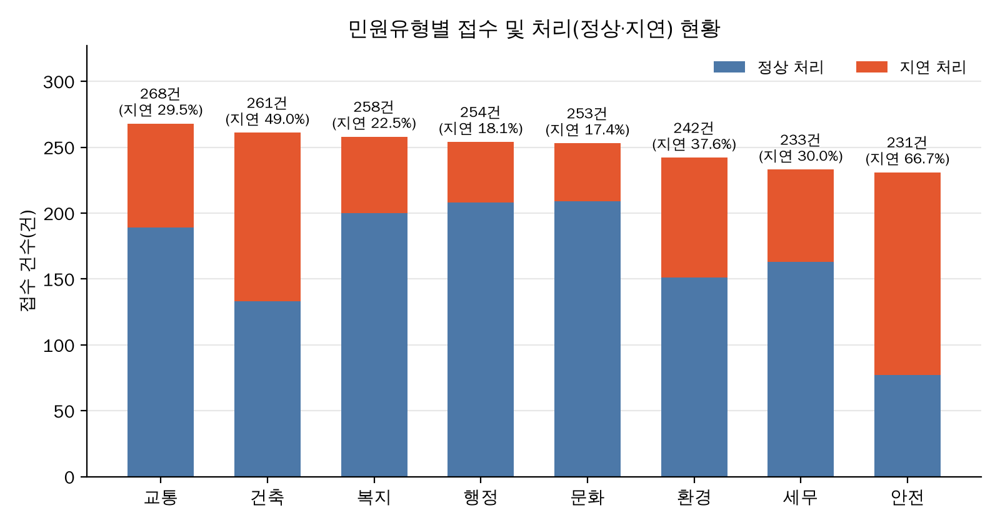 민원유형별 접수 및 처리(정상·지연) 현황
정상 처리
지연 처리
접수 건수(건)
300
250
200
150
100
50
0
268건
(지연 29.5%)
261건
(지연 49.0%)
258건
(지연 22.5%)
254건
(지연 18.1%)
253건
(지연 17.4%)
242건
(지연 37.6%)
233건
(지연 30.0%)
231건
(지연 66.7%)
교통
건축
복지
행정
문화
환경
세무
안전